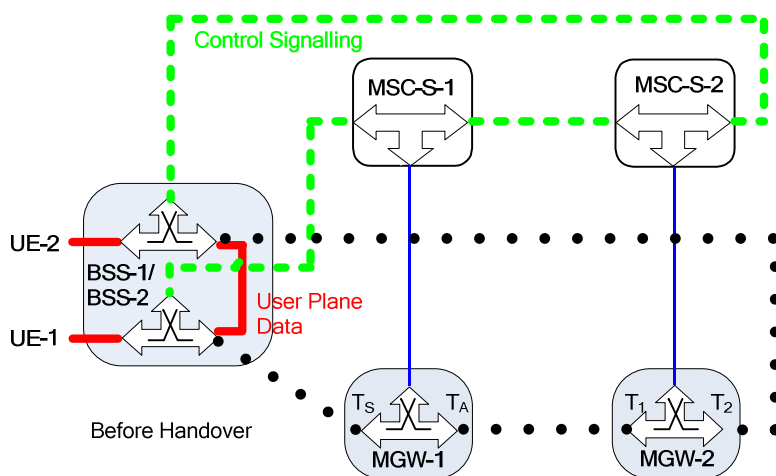 Control Signalling
MSC-S-1
MSC-S-2
UE-2
BSS-1/
BSS-2
User Plane
Data
UE-1
Before Handover
TS
TA
MGW-1
T1
T2
MGW-2